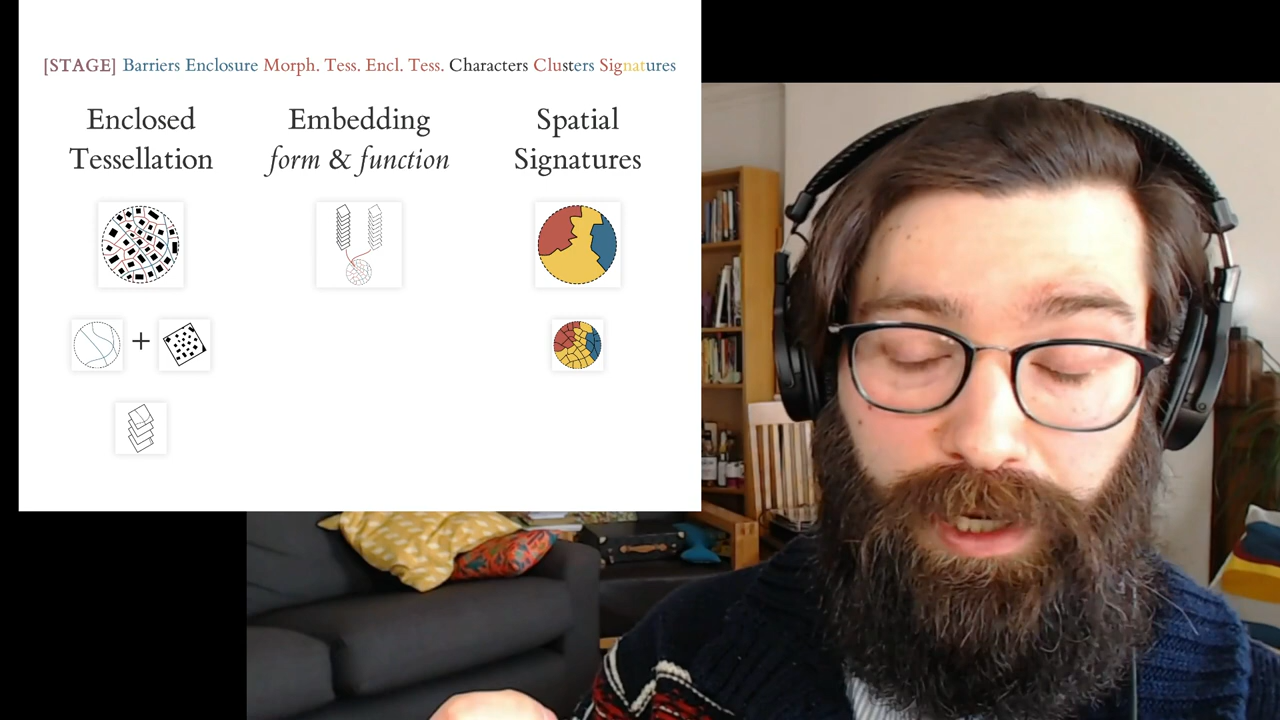 [STAGE] Barriers Enclosure Morph. Tess. Encl. Tess. Characters Clusters Signatures
Enclosed
Tessellation
Embedding
form & function
Spatial
Signatures
+